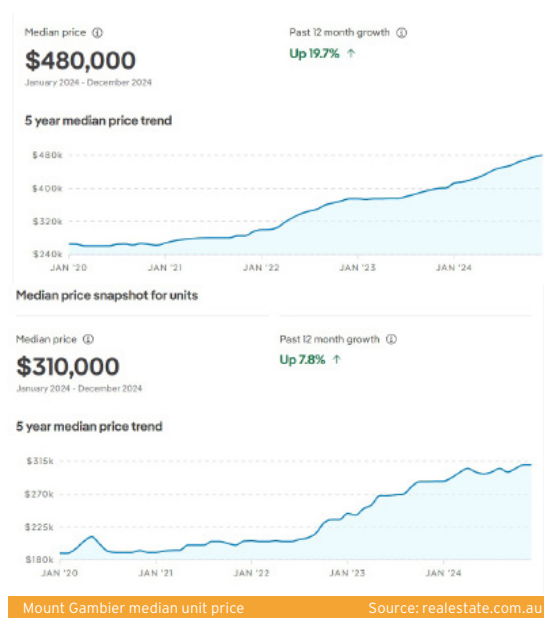 Median price ⓘ Past 12 month growth ⓘ
$480,000 Up 19.7% ↑
January 2024 - December 2024
5 year median price trend
$480k
$400k
$320k
$240k
JAN '20 JAN '21 JAN '22 JAN '23 JAN '24
Median price snapshot for units
Median price ⓘ Past 12 month growth ⓘ
$310,000 Up 7.8% ↑
January 2024 - December 2024
5 year median price trend
$315k
$270k
$225k
$180k
JAN '20 JAN '21 JAN '22 JAN '23 JAN '24
Mount Gambier median unit price Source: realestate.com.au